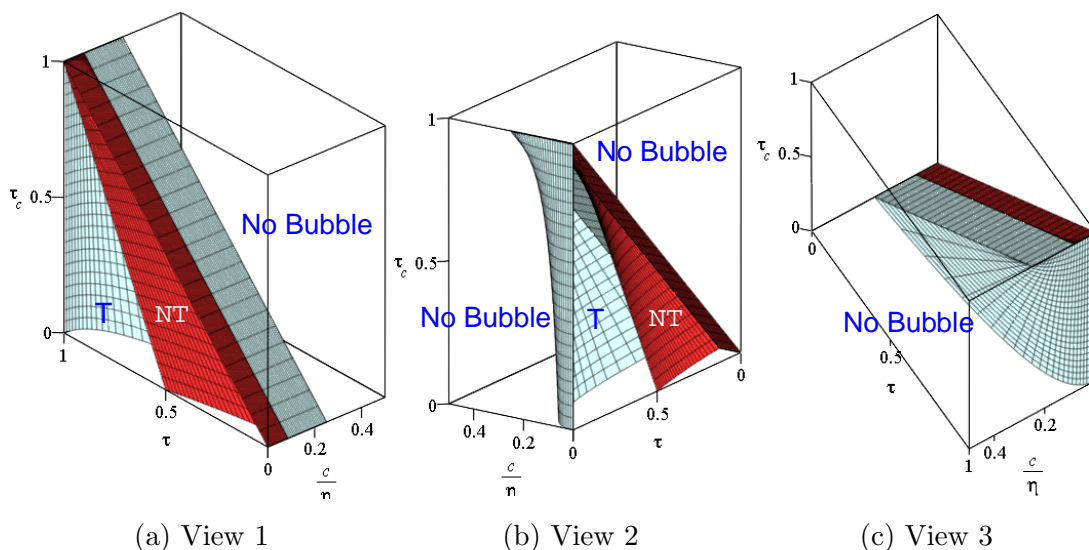 1
τc 0.5
No Bubble
T
NT
0
1
0.5
τ
0
0.2
0.4
c/η
(a) View 1
1
No Bubble
τc
0.5
No Bubble
T
NT
0
0.4
0.2
0
c/η
0.5
τ
0
(b) View 2
1
τc
0.5
0
0
No Bubble
0.5
τ
1
0.4
0.2
c/η
(c) View 3